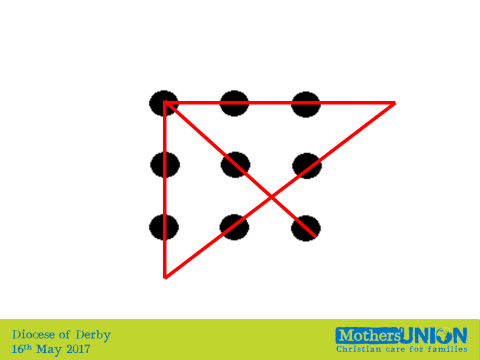 Diocese of Derby
16th May 2017
Mothers' UNION
Christian care for families